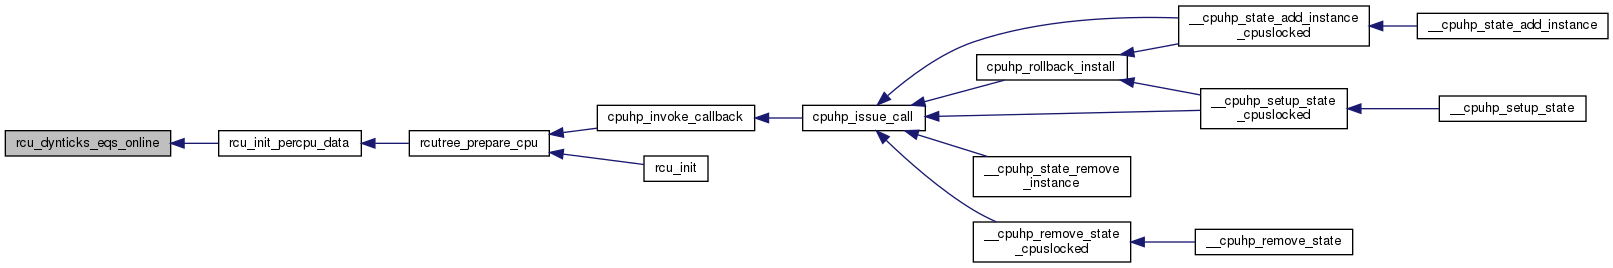 rcu_dynticks_eqs_online
rcu_init_percpu_data
rcutree_prepare_cpu
cpuhp_invoke_callback
rcu_init
cpuhp_issue_call
__cpuhp_state_add_instance
_cpuslocked
cpuhp_rollback_install
__cpuhp_setup_state
_cpuslocked
__cpuhp_state_remove
_instance
__cpuhp_remove_state
_cpuslocked
__cpuhp_state_add_instance
__cpuhp_setup_state
__cpuhp_remove_state